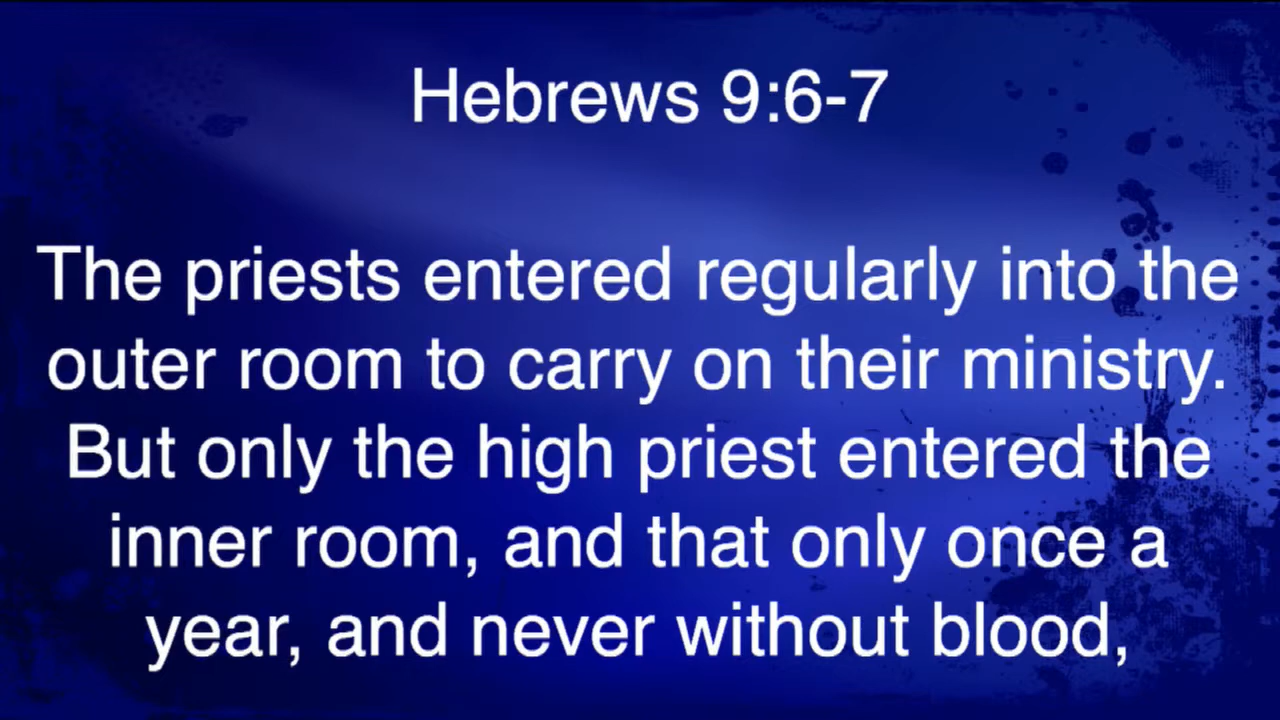 Hebrews 9:6-7
The priests entered regularly into the
outer room to carry on their ministry.
But only the high priest entered the
inner room, and that only once a
year, and never without blood,